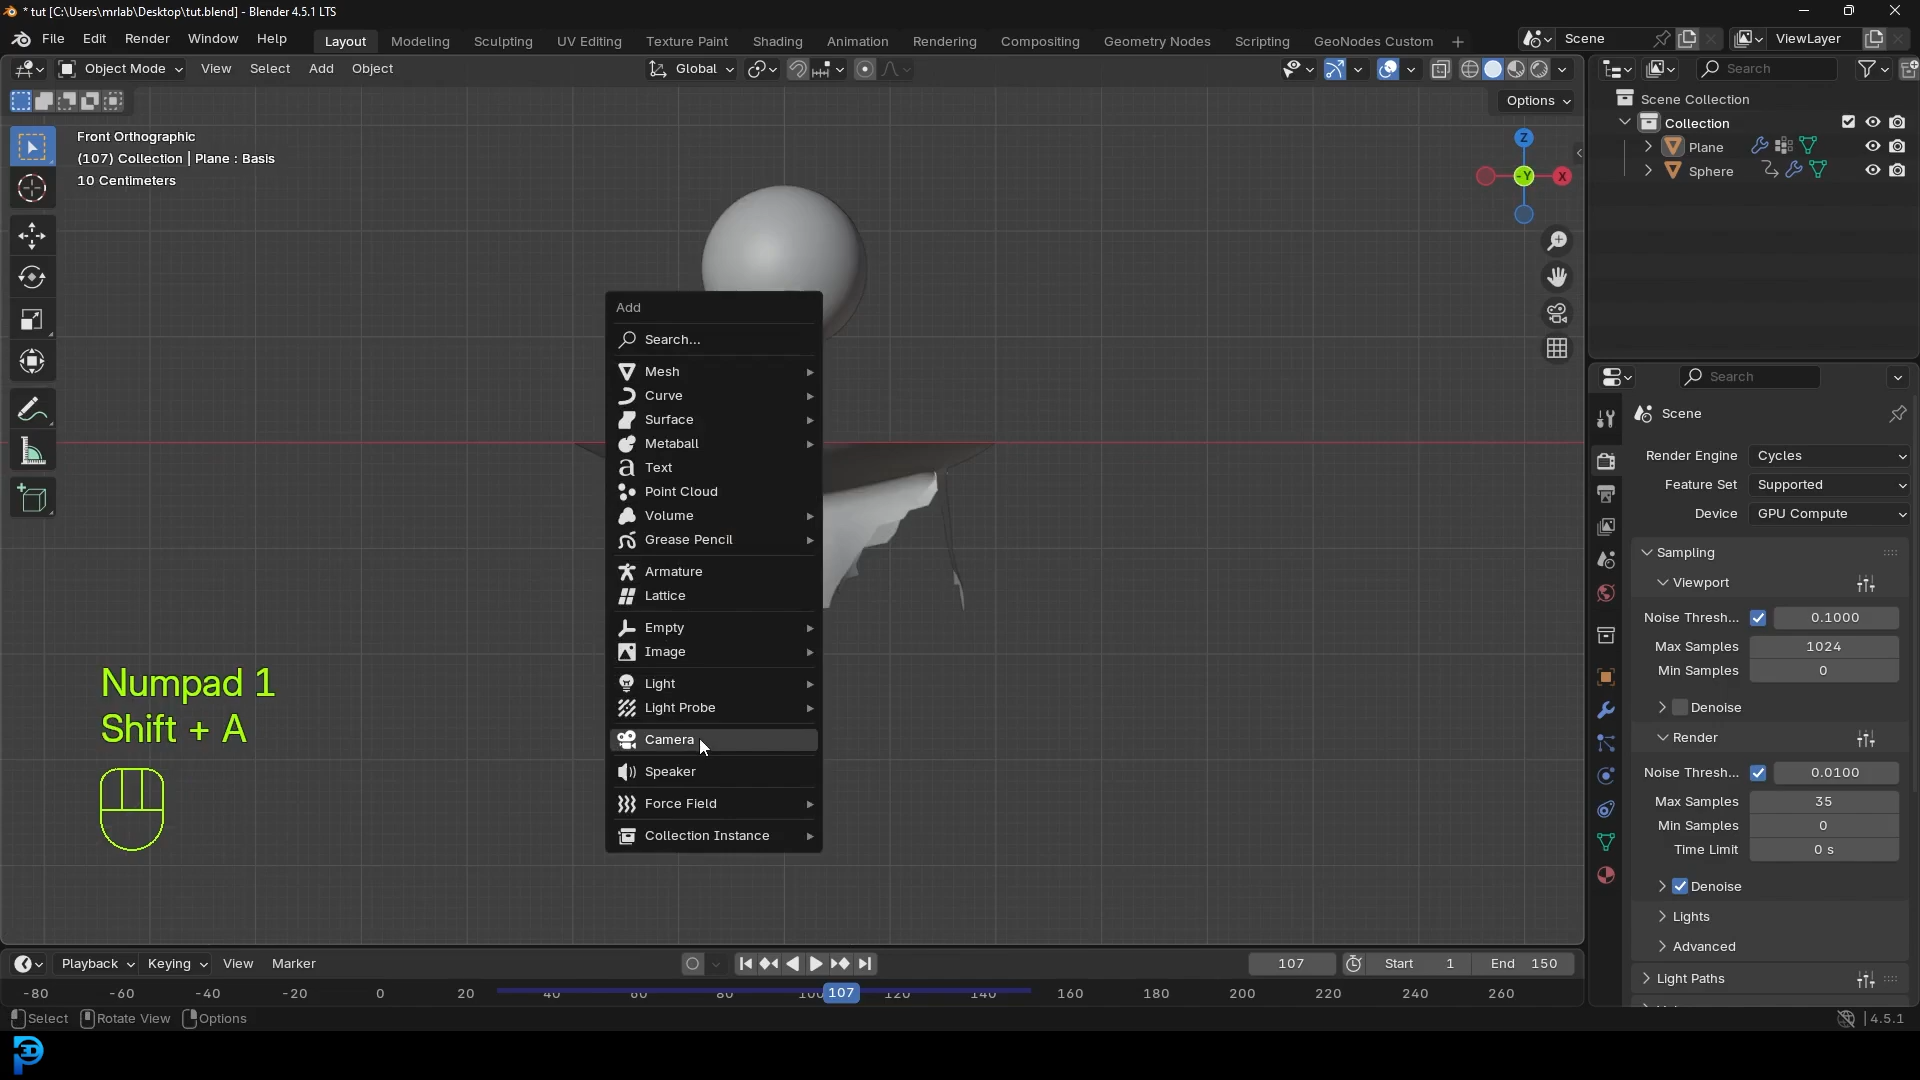 * tut [C:\Users\mrlab\Desktop\tut.blend] - Blender 4.5.1 LTS
File Edit Render Window Help Layout Modeling Sculpting UV Editing Texture Paint Shading Animation Rendering Compositing Geometry Nodes Scripting GeoNodes Custom + Scene ViewLayer
Object Mode View Select Add Object Global Search
Options
Scene Collection
Collection
Plane
Sphere
Front Orthographic
(107) Collection | Plane : Basis
10 Centimeters
Z
-Y X
Add
Search...
Mesh
Curve
Surface
Metaball
Text
Point Cloud
Volume
Grease Pencil
Armature
Lattice
Empty
Image
Light
Light Probe
Camera
Speaker
Force Field
Collection Instance
Numpad 1
Shift + A
Search
Scene
Render Engine Cycles
Feature Set Supported
Device GPU Compute
Sampling
Viewport
Noise Thresh... 0.1000
Max Samples 1024
Min Samples 0
Denoise
Render
Noise Thresh... 0.0100
Max Samples 35
Min Samples 0
Time Limit 0 s
Denoise
Lights
Advanced
Light Paths
Playback Keying View Marker 107 Start 1 End 150
-80 -60 -40 -20 0 20 40 60 80 100 107 120 140 160 180 200 220 240 260
Select Rotate View Options 4.5.1